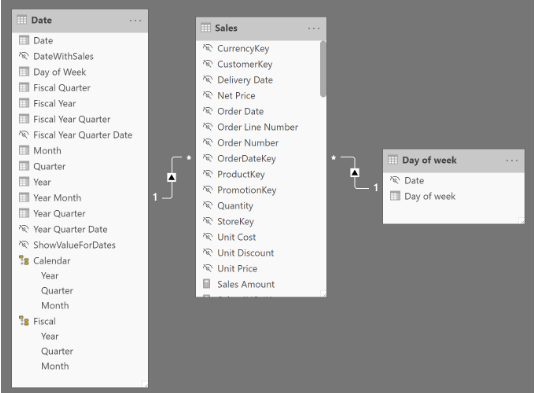 Date
DateWithSales
Day of Week
Fiscal Quarter
Fiscal Year
Fiscal Year Quarter
Fiscal Year Quarter Date
Month
Quarter
Year
Year Month
Year Quarter
Year Quarter Date
ShowValueForDates
Calendar
Year
Quarter
Month
Fiscal
Year
Quarter
Month
1
*
Sales
CurrencyKey
CustomerKey
Delivery Date
Net Price
Order Date
Order Line Number
Order Number
OrderDateKey
ProductKey
PromotionKey
Quantity
StoreKey
Unit Cost
Unit Discount
Unit Price
Sales Amount
*
1
Day of week
Date
Day of week